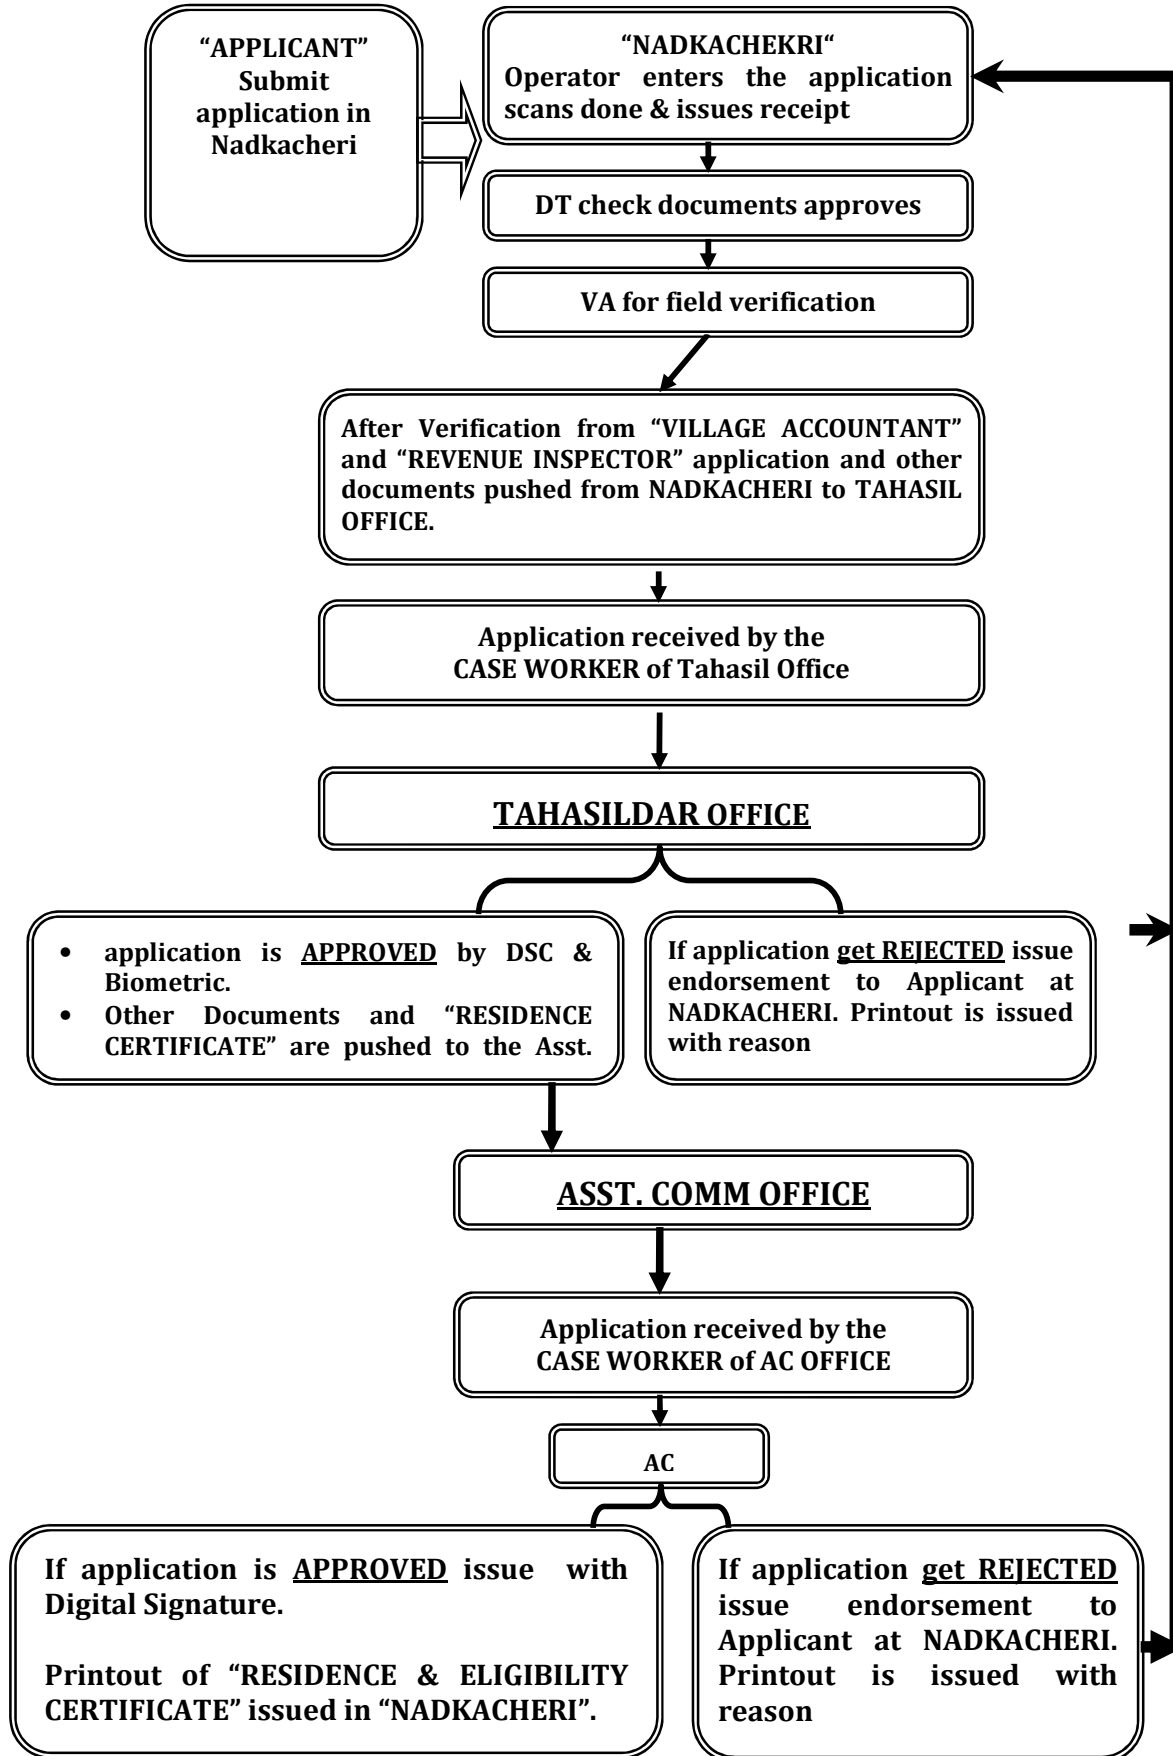 “APPLICANT”
Submit
application in
Nadkacheri
“NADKACHEKRI“
Operator enters the application
scans done & issues receipt
DT check documents approves
VA for field verification
After Verification from “VILLAGE ACCOUNTANT”
and “REVENUE INSPECTOR” application and other
documents pushed from NADKACHERI to TAHASIL
OFFICE.
Application received by the
CASE WORKER of Tahasil Office
TAHASILDAR OFFICE
• application is APPROVED by DSC &
Biometric.
• Other Documents and “RESIDENCE
CERTIFICATE” are pushed to the Asst.
If application get REJECTED issue
endorsement to Applicant at
NADKACHERI. Printout is issued
with reason
ASST. COMM OFFICE
Application received by the
CASE WORKER of AC OFFICE
AC
If application is APPROVED issue with
Digital Signature.
Printout of “RESIDENCE & ELIGIBILITY
CERTIFICATE” issued in “NADKACHERI”.
If application get REJECTED
issue endorsement to
Applicant at NADKACHERI.
Printout is issued with
reason